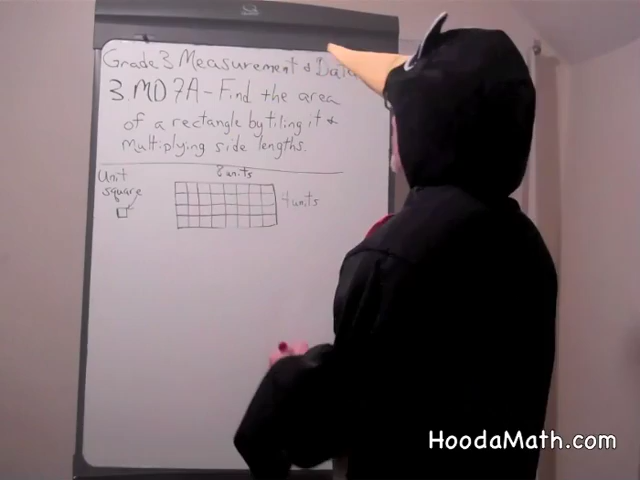 Grade 3 Measurement & Data
3.MD 7A - Find the area
of a rectangle by tiling it &
multiplying side lengths.
Unit
square
8 units
4 units
HoodaMath.com